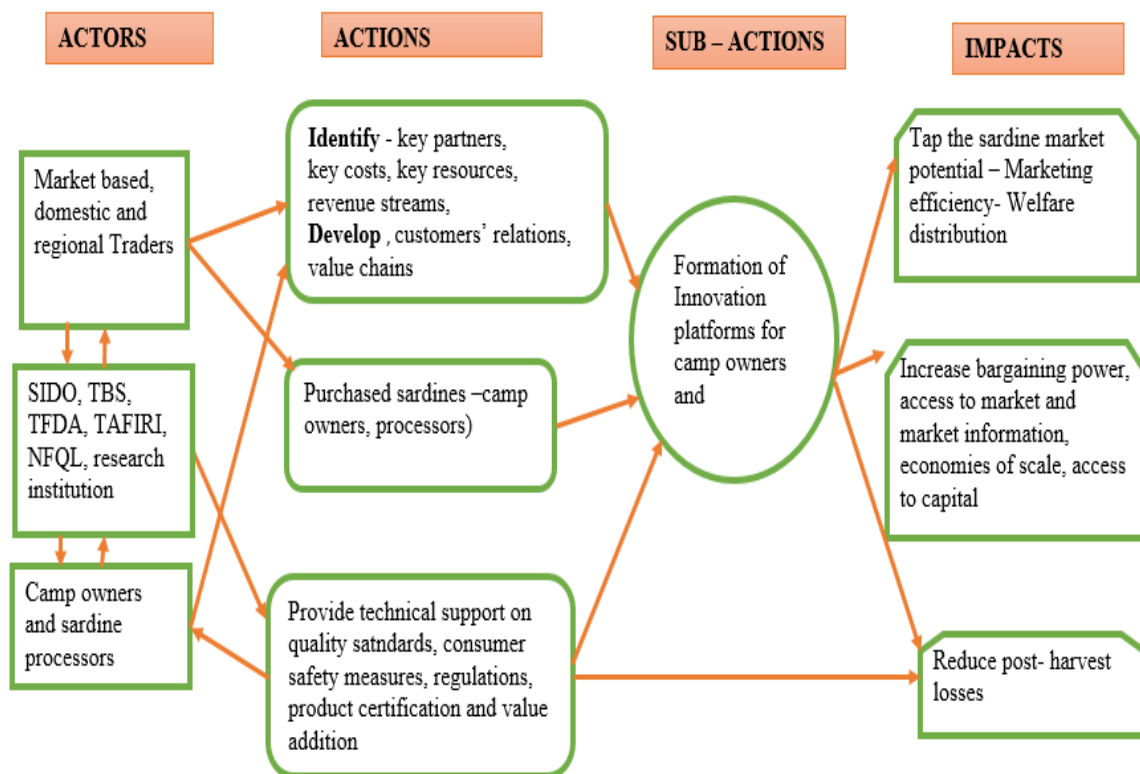 ACTORS
ACTIONS
SUB – ACTIONS
IMPACTS
Market based,
domestic and
regional Traders
SIDO, TBS,
TFDA, TAFIRI,
NFQL, research
institution
Camp owners
and sardine
processors
Identify - key partners,
key costs, key resources,
revenue streams,
Develop , customers’ relations,
value chains
Purchased sardines –camp
owners, processors)
Provide technical support on
quality satndards, consumer
safety measures, regulations,
product certification and value
addition
Formation of
Innovation
platforms for
camp owners
and
Tap the sardine market
potential – Marketing
efficiency- Welfare
distribution
Increase bargaining power,
access to market and
market information,
economies of scale, access
to capital
Reduce post- harvest
losses